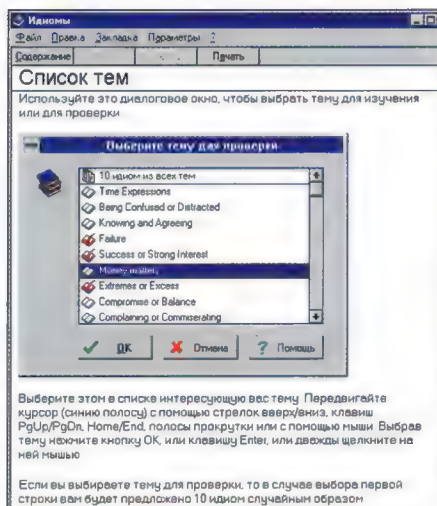 Идиомы
Файл Правка Закладка Параметры ?
Содержание Печать
Список тем
Используйте это диалоговое окно, чтобы выбрать тему для изучения
или для проверки
Выберите тему для проверки
10 идиом из всех тем
Time Expressions
Being Confused or Distracted
Knowing and Agreeing
Failure
Success or Strong Interest
Money matters
Extremes or Excess
Compromise or Balance
Complaining or Commiserating
OK Отмена ? Помощь
Выберите этом в списке интересующую вас тему Передвигайте
курсор (синию полосу) с помощью стрелок вверх/вниз, клавиш
PgUp/PgOn, Home/End, полосы прокрутки или с помощью мыши Выбрав
тему нажмите кнопку OK, или клавишу Enter, или дважды щелкните на
ней мышью
Если вы выбираете тему для проверки, то в случае выбора первой
строки вам будет предложено 10 идиом случайным образом